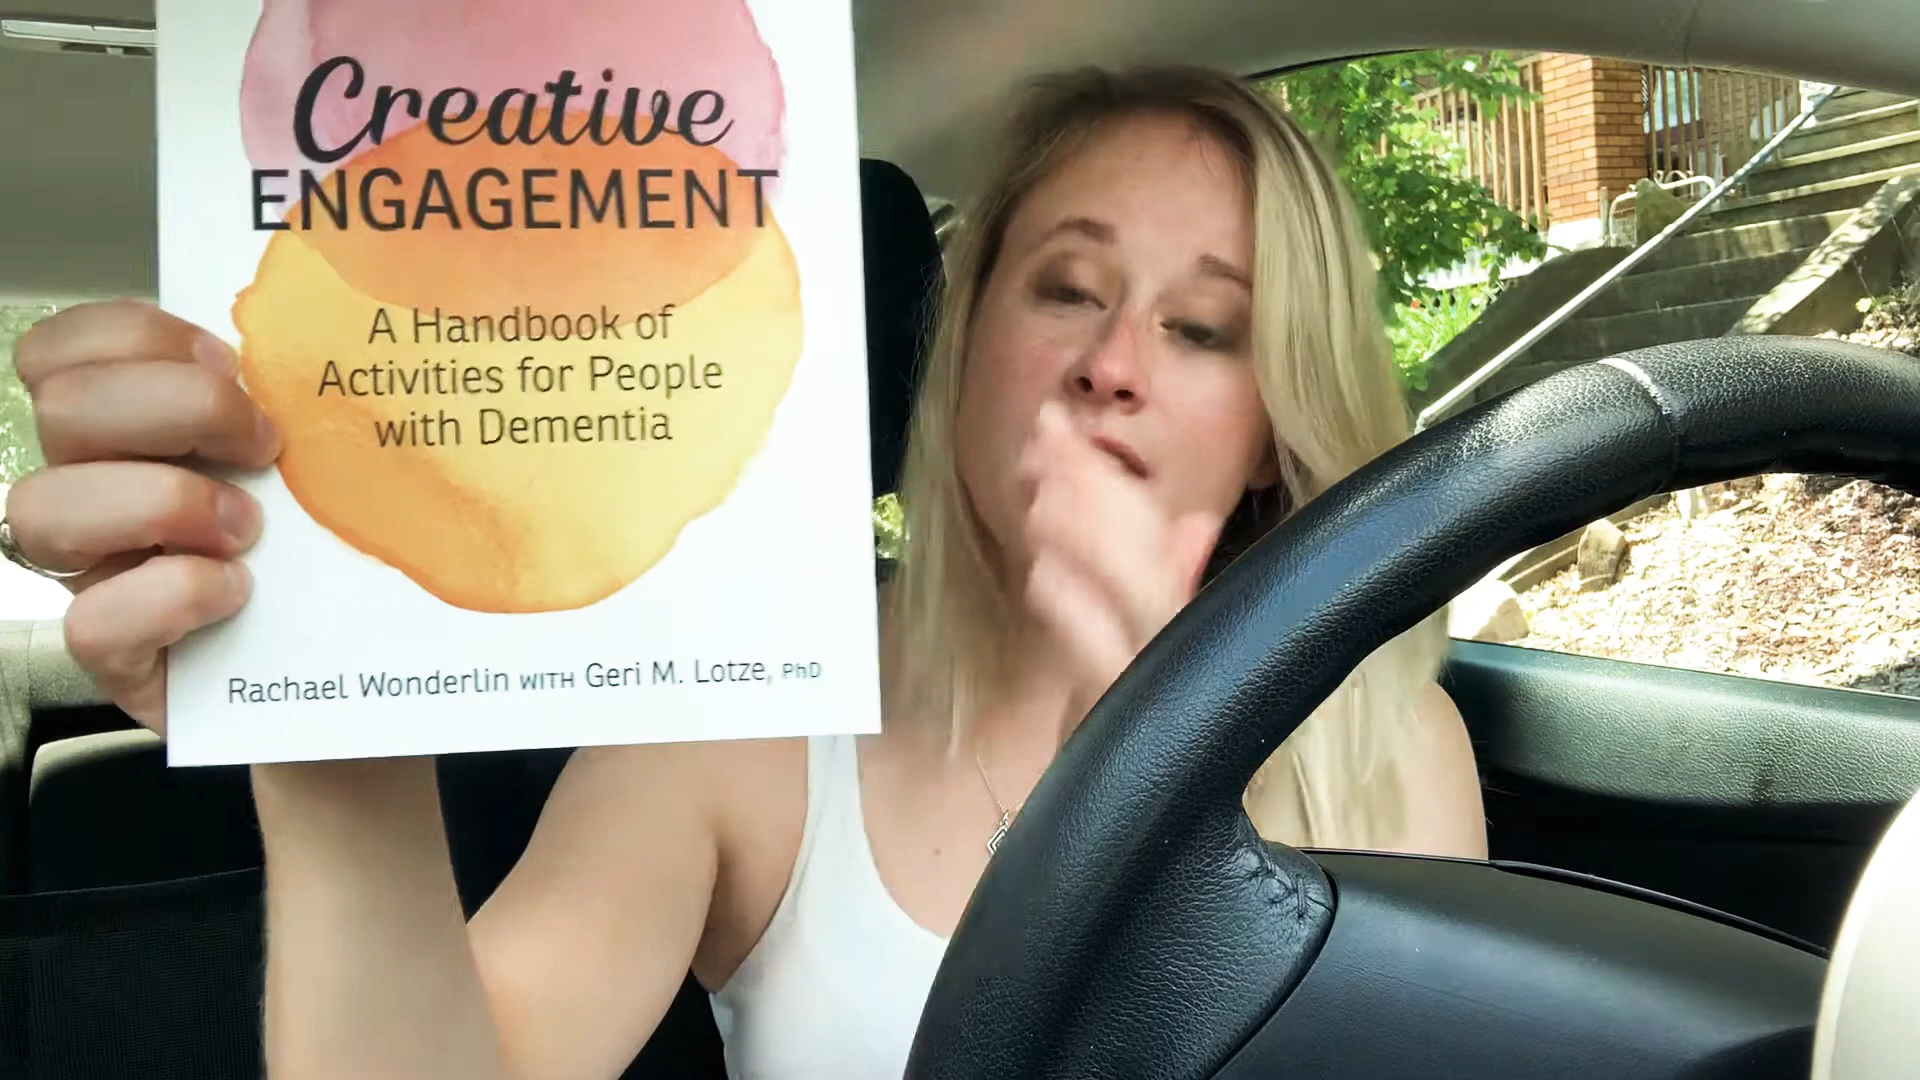 Creative
ENGAGEMENT
A Handbook of
Activities for People
with Dementia
Rachael Wonderlin WITH Geri M. Lotze, PhD